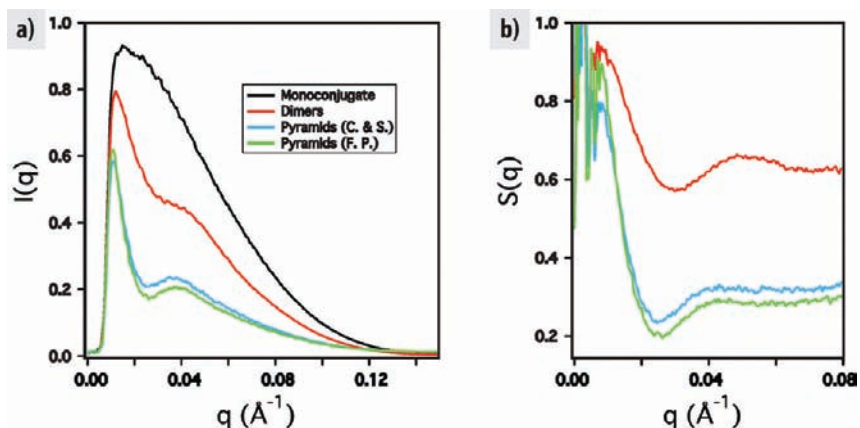 a)
I(q)
1.0
0.8
0.6
0.4
0.2
0.0
Monoconjugate
Dimers
Pyramids (C. & S.)
Pyramids (F. P.)
0.00
0.04
0.08
0.12
q (Å⁻¹)
b)
S(q)
1.0
0.8
0.6
0.4
0.2
0.00
0.04
0.08
q (Å⁻¹)